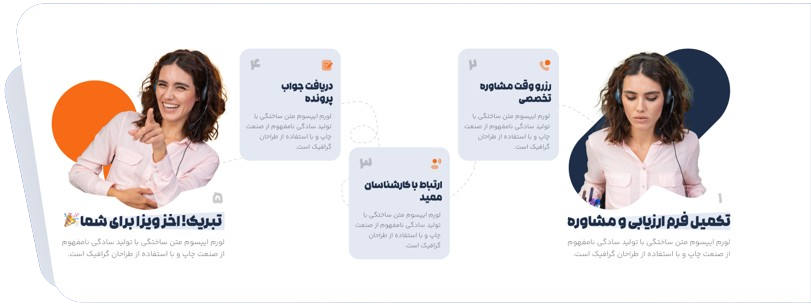 ۱
تکمیل فرم ارزیابی و مشاوره
لورم ایپسوم متن ساختگی با تولید سادگی نامفهوم
از صنعت چاپ و با استفاده از طراحان گرافیک است.
۲
رزرو وقت مشاوره
تخصصی
لورم ایپسوم متن ساختگی با
تولید سادگی نامفهوم از صنعت
چاپ و با استفاده از طراحان
گرافیک است.
۳
ارتباط با کارشناسان
مفید
لورم ایپسوم متن ساختگی با
تولید سادگی نامفهوم از صنعت
چاپ و با استفاده از طراحان
گرافیک است.
۴
دریافت جواب
پرونده
لورم ایپسوم متن ساختگی با
تولید سادگی نامفهوم از صنعت
چاپ و با استفاده از طراحان
گرافیک است.
۵
تبریک! اخذ ویزا برای شما 🎉
لورم ایپسوم متن ساختگی با تولید سادگی نامفهوم
از صنعت چاپ و با استفاده از طراحان گرافیک است.